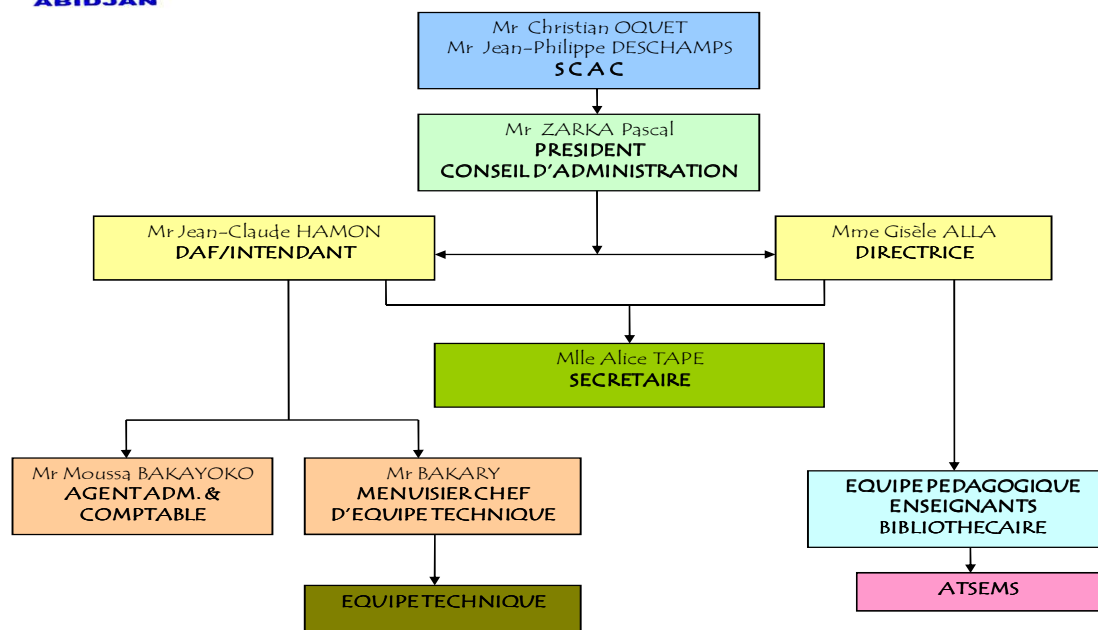 ABIDJAN
Mr Christian OQUET
Mr Jean-Philippe DESCHAMPS
S C A C
Mr ZARKA Pascal
PRESIDENT
CONSEIL D'ADMINISTRATION
Mr Jean-Claude HAMON
DAF/INTENDANT
Mme Gisèle ALLA
DIRECTRICE
Mlle Alice TAPE
SECRETAIRE
Mr Moussa BAKAYOKO
AGENT ADM. &
COMPTABLE
Mr BAKARY
MENUISIER CHEF
D'EQUIPE TECHNIQUE
EQUIPE PEDAGOGIQUE
ENSEIGNANTS
BIBLIOTHECAIRE
EQUIPE TECHNIQUE
ATSEMS